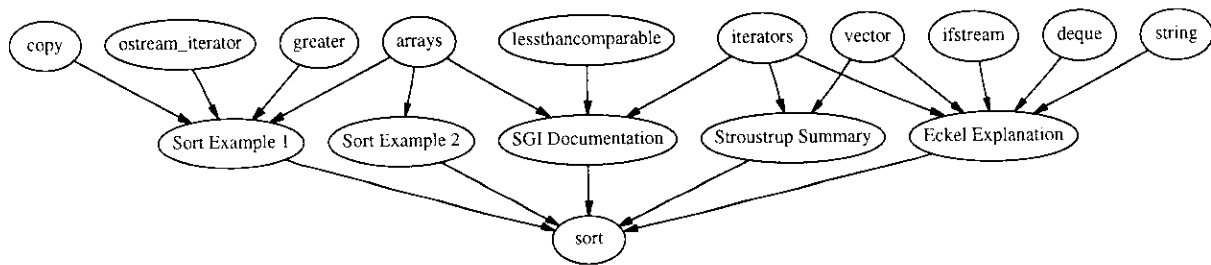 copy
ostream_iterator
greater
arrays
lessthancomparable
iterators
vector
ifstream
deque
string
Sort Example 1
Sort Example 2
SGI Documentation
Stroustrup Summary
Eckel Explanation
sort